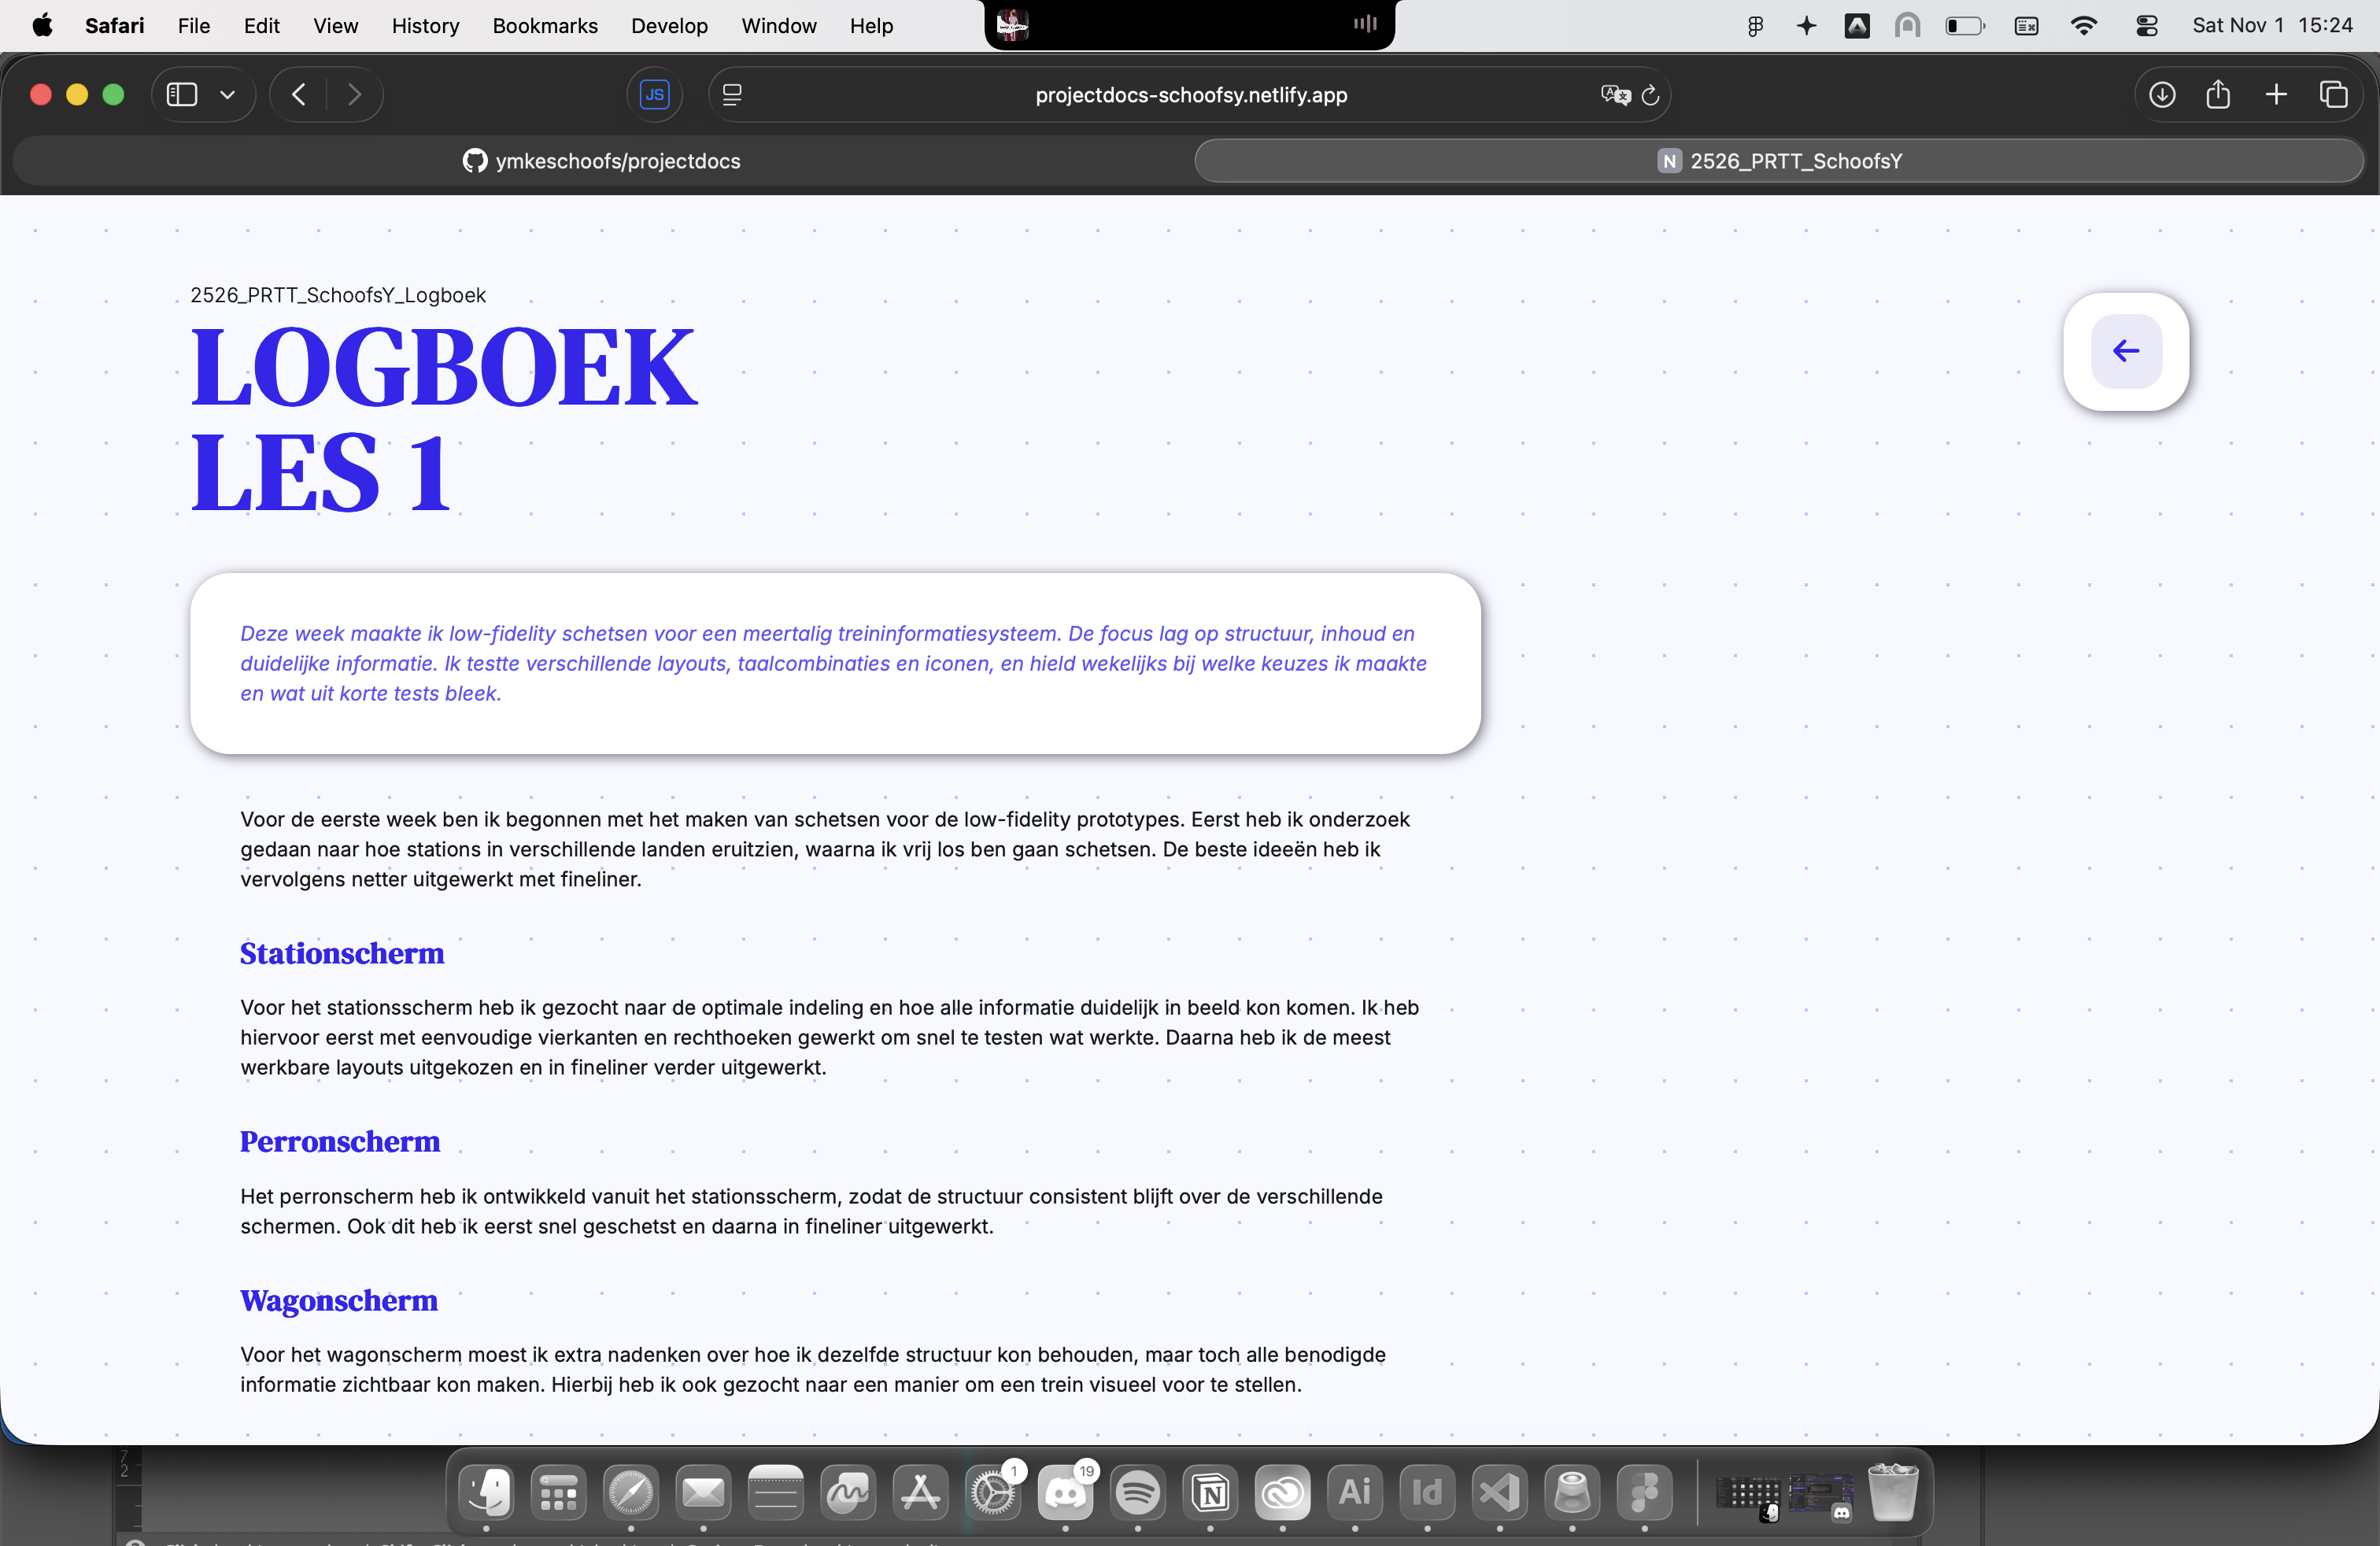 Safari File Edit View History Bookmarks Develop Window Help Sat Nov 1 15:24
JS projectdocs-schoofsy.netlify.app
ymkeschoofs/projectdocs N 2526_PRTT_SchoofsY
2526_PRTT_SchoofsY_Logboek
LOGBOEK
LES 1
Deze week maakte ik low-fidelity schetsen voor een meertalig treininformatiesysteem. De focus lag op structuur, inhoud en
duidelijke informatie. Ik testte verschillende layouts, taalcombinaties en iconen, en hield wekelijks bij welke keuzes ik maakte
en wat uit korte tests bleek.
Voor de eerste week ben ik begonnen met het maken van schetsen voor de low-fidelity prototypes. Eerst heb ik onderzoek
gedaan naar hoe stations in verschillende landen eruitzien, waarna ik vrij los ben gaan schetsen. De beste ideeën heb ik
vervolgens netter uitgewerkt met fineliner.
Stationscherm
Voor het stationsscherm heb ik gezocht naar de optimale indeling en hoe alle informatie duidelijk in beeld kon komen. Ik heb
hiervoor eerst met eenvoudige vierkanten en rechthoeken gewerkt om snel te testen wat werkte. Daarna heb ik de meest
werkbare layouts uitgekozen en in fineliner verder uitgewerkt.
Perronscherm
Het perronscherm heb ik ontwikkeld vanuit het stationsscherm, zodat de structuur consistent blijft over de verschillende
schermen. Ook dit heb ik eerst snel geschetst en daarna in fineliner uitgewerkt.
Wagonscherm
Voor het wagonscherm moest ik extra nadenken over hoe ik dezelfde structuur kon behouden, maar toch alle benodigde
informatie zichtbaar kon maken. Hierbij heb ik ook gezocht naar een manier om een trein visueel voor te stellen.
1 19
Ai Id